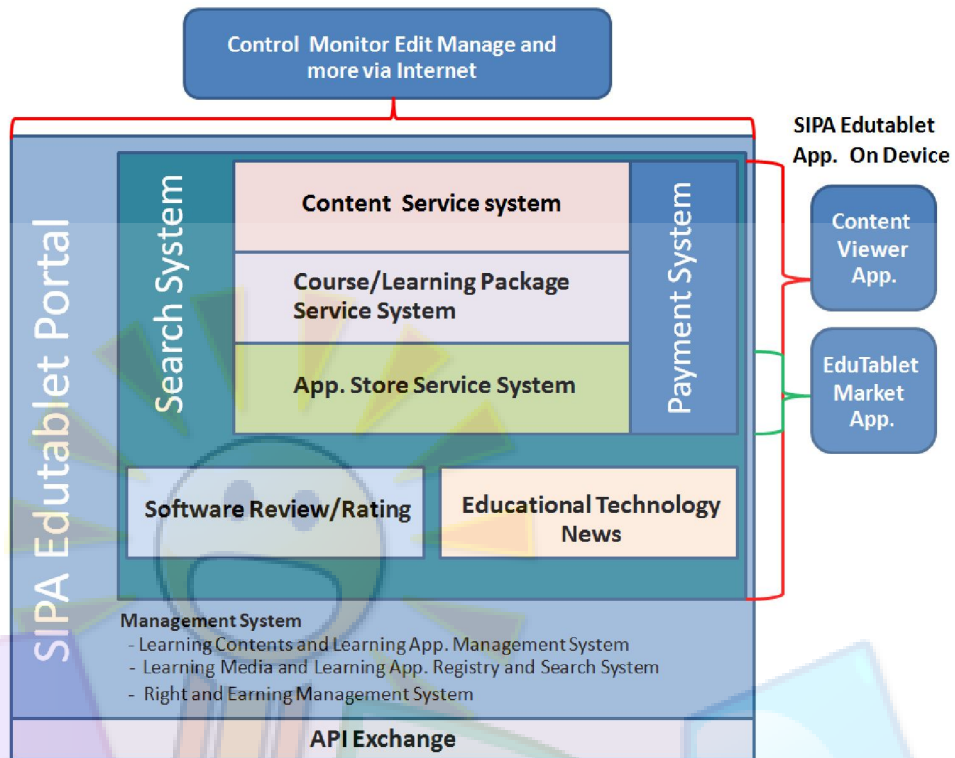 Control Monitor Edit Manage and
more via Internet
SIPA Edutablet
App. On Device
SIPA Edutablet Portal
Search System
Content Service system
Course/Learning Package
Service System
App. Store Service System
Payment System
Content
Viewer
App.
EduTablet
Market
App.
Software Review/Rating
Educational Technology
News
Management System
- Learning Contents and Learning App. Management System
- Learning Media and Learning App. Registry and Search System
- Right and Earning Management System
API Exchange